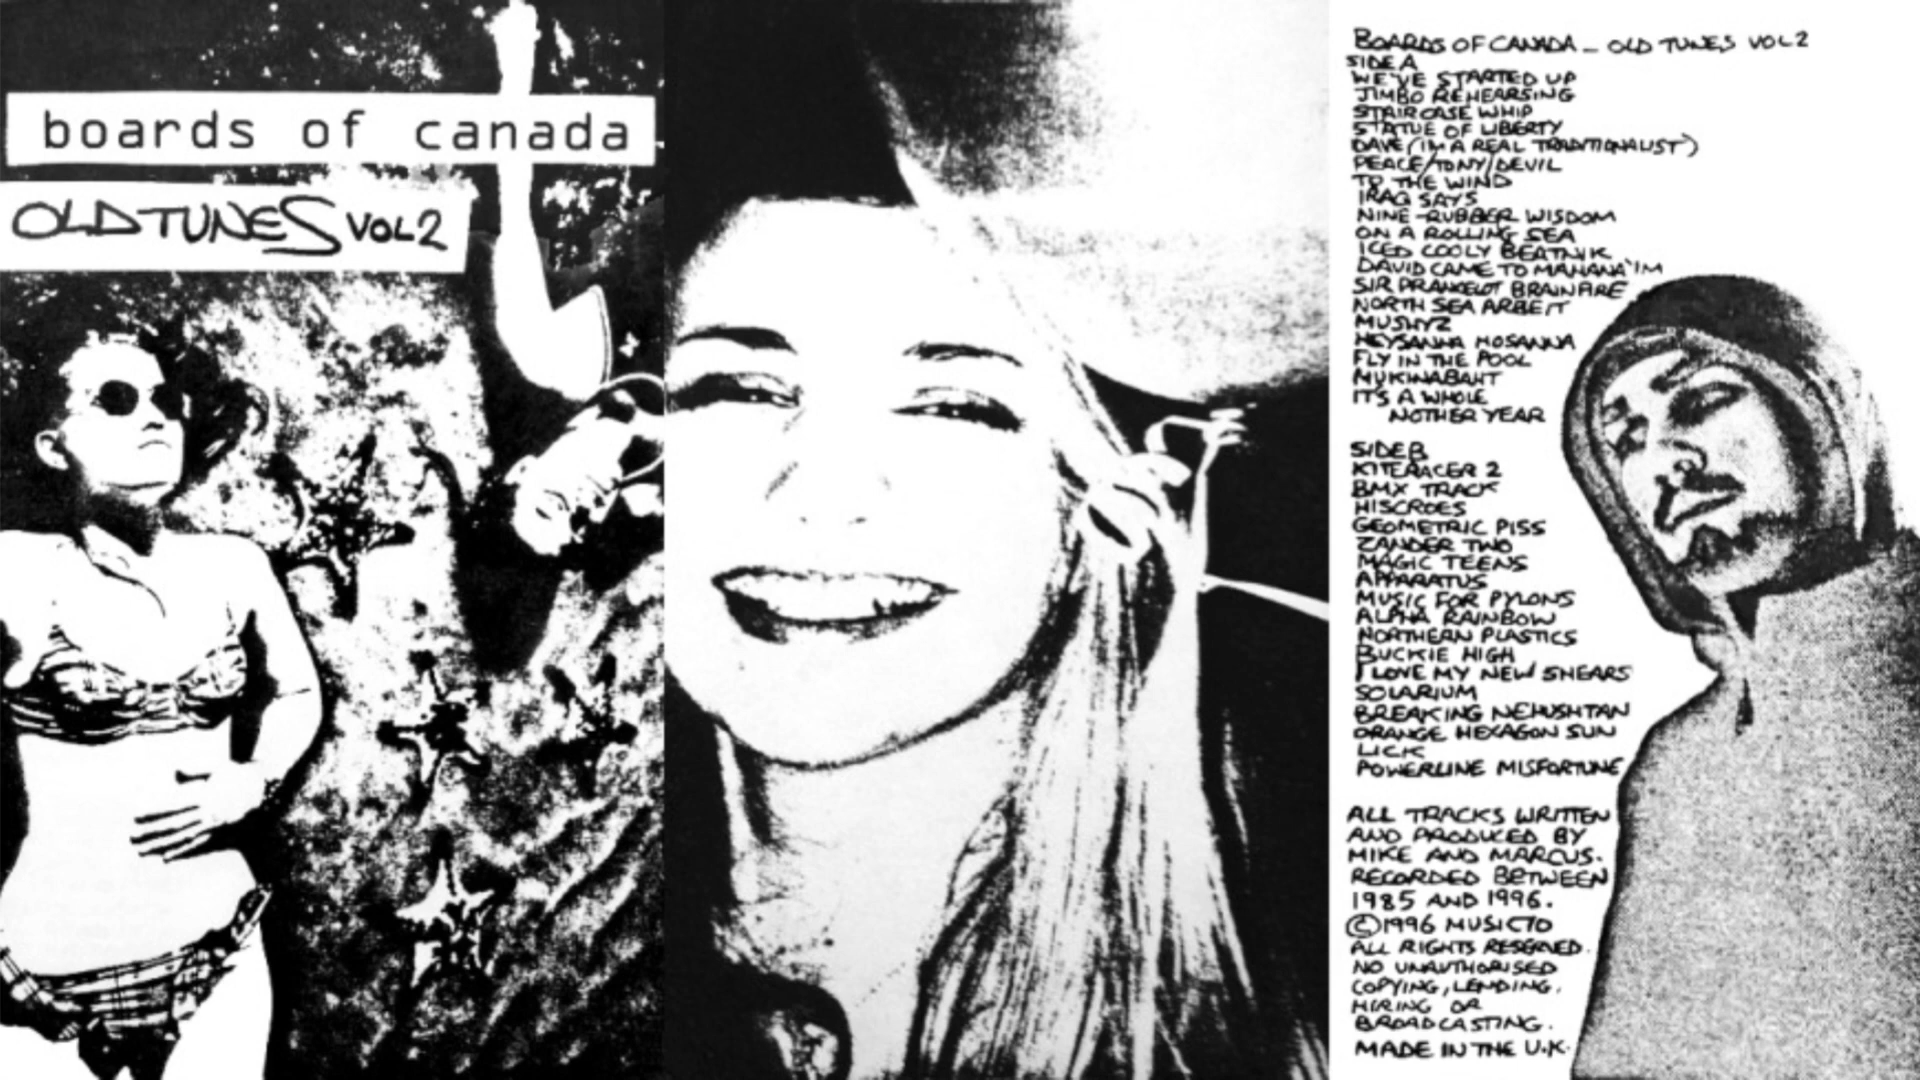 boards of canada
OLD TUNES VOL 2
BOARDS OF CANADA - OLD TUNES VOL 2
SIDE A
WE'VE STARTED UP
JIMBO REHEARSING
STAIRCASE WHIP
STATUE OF LIBERTY
DAVE (I'M A REAL TRADITIONALIST)
PEACE/TONY/DEVIL
TO THE WIND
IRAQ SAYS
NINE-RUBBER WISDOM
ON A ROLLING SEA
ICED COOLY BEATNIK
DAVID CAME TO MAHANA'IM
SIR PRANCELOT BRAINFIRE
NORTH SEA ARBEIT
MUSHYZ
HEYSANNA HOSANNA
FLY IN THE POOL
MUKINABAHT
IT'S A WHOLE
NOTHER YEAR
SIDE B
KITERACER 2
BMX TRACK
HISCROES
GEOMETRIC PISS
ZANDER TWO
MAGIC TEENS
APPARATUS
MUSIC FOR PYLONS
ALPHA RAINBOW
NORTHERN PLASTICS
BUCKIE HIGH
I LOVE MY NEW SHEARS
SOLARIUM
BREAKING NEHUSHTAN
ORANGE HEXAGON SUN
LICK
POWERLINE MISFORTUNE
ALL TRACKS WRITTEN
AND PRODUCED BY
MIKE AND MARCUS.
RECORDED BETWEEN
1985 AND 1996.
©1996 MUSIC70
ALL RIGHTS RESERVED.
NO UNAUTHORISED
COPYING, LENDING,
HIRING OR
BROADCASTING.
MADE IN THE U.K.